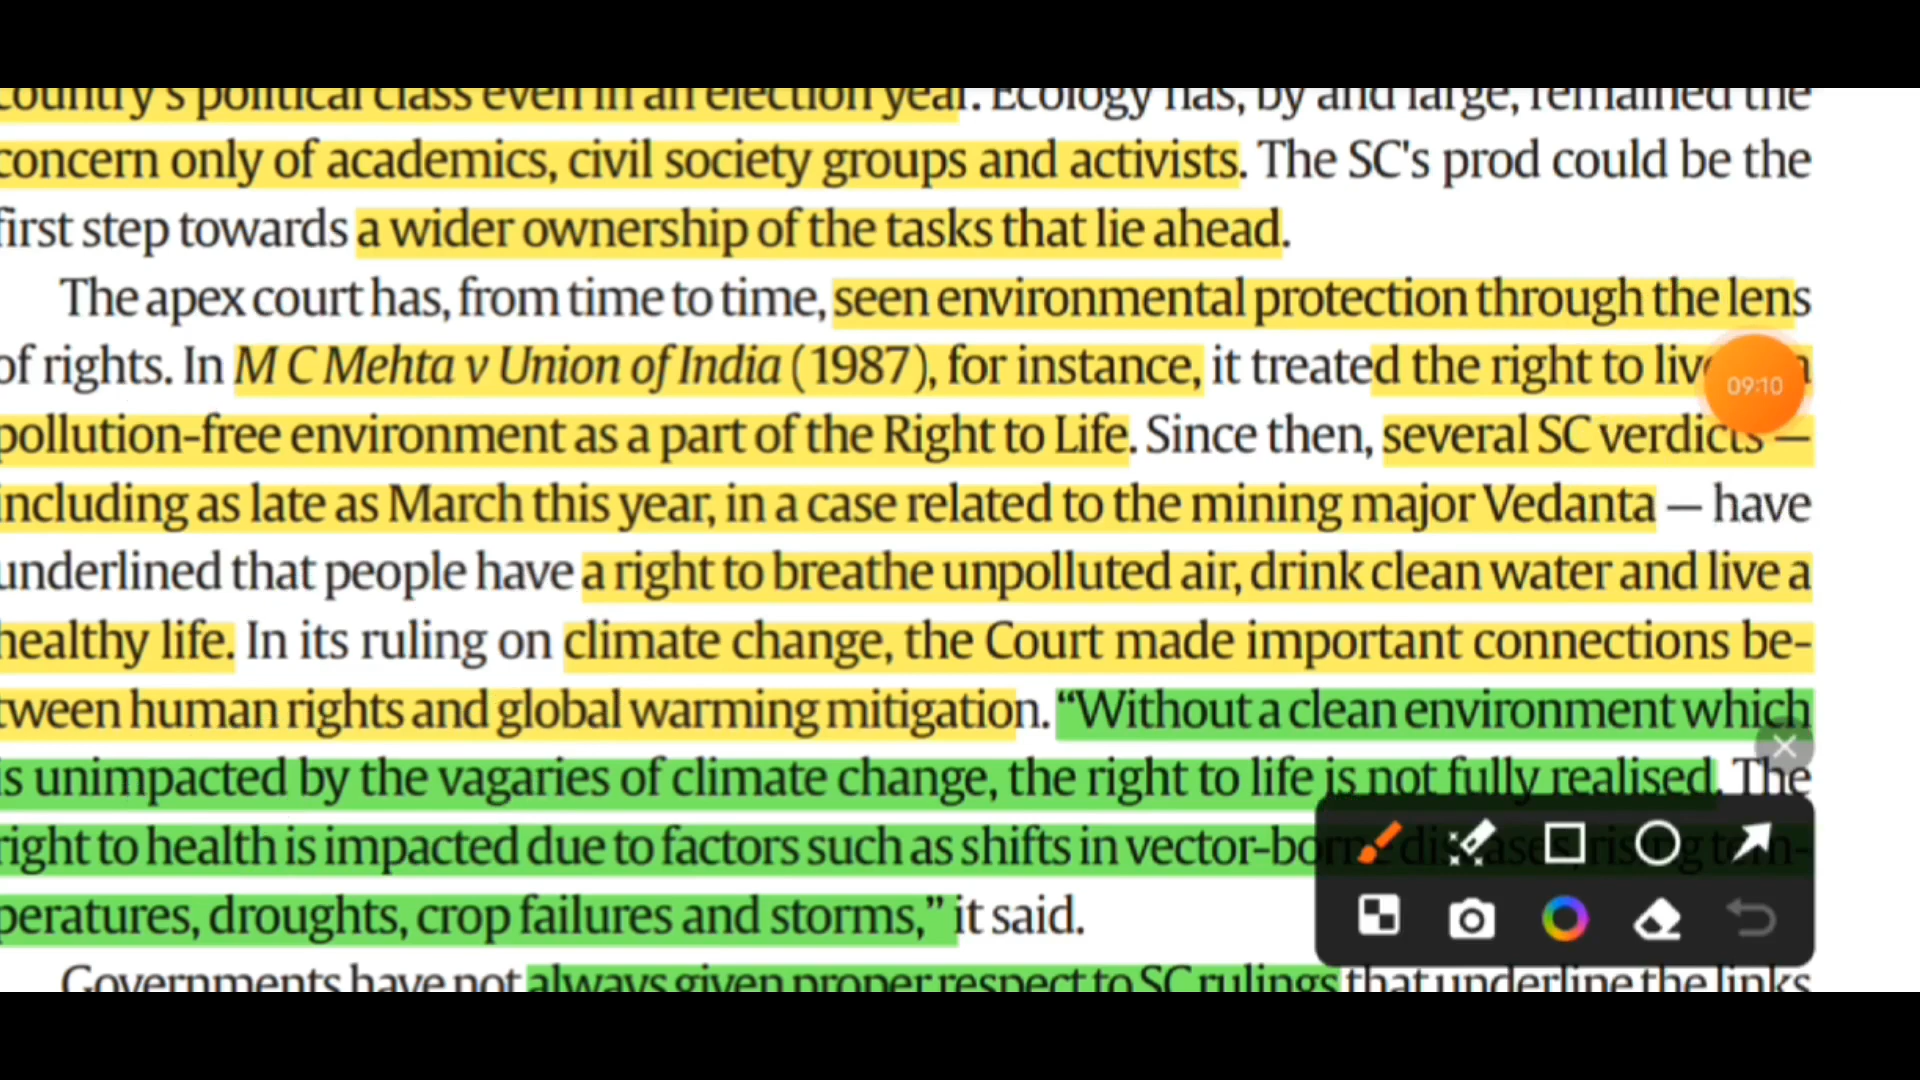 country's political class even in an election year. Ecology has, by and large, remained the
concern only of academics, civil society groups and activists. The SC's prod could be the
first step towards a wider ownership of the tasks that lie ahead.
The apex court has, from time to time, seen environmental protection through the lens
of rights. In M C Mehta v Union of India (1987), for instance, it treated the right to live
09:10
pollution-free environment as a part of the Right to Life. Since then, several SC verdicts —
including as late as March this year, in a case related to the mining major Vedanta — have
underlined that people have a right to breathe unpolluted air, drink clean water and live a
healthy life. In its ruling on climate change, the Court made important connections be-
tween human rights and global warming mitigation. “Without a clean environment which
is unimpacted by the vagaries of climate change, the right to life is not fully realised. The
right to health is impacted due to factors such as shifts in vector-borne diseases, rising tem-
peratures, droughts, crop failures and storms,” it said.
Governments have not always given proper respect to SC rulings that underline the links